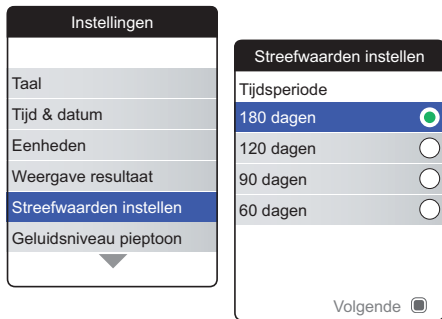 Instellingen
Taal
Tijd & datum
Eenheden
Weergave resultaat
Streefwaarden instellen
Geluidsniveau pieptoon
Streefwaarden instellen
Tijdsperiode
180 dagen
120 dagen
90 dagen
60 dagen
Volgende